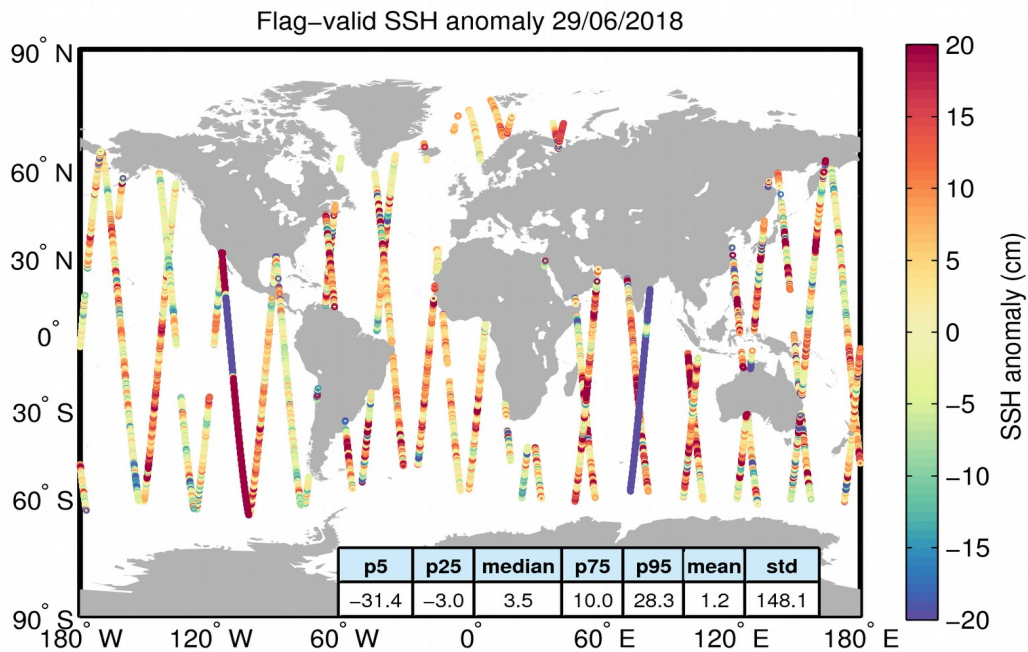 Flag−valid SSH anomaly 29/06/2018
90° N
60° N
30° N
0°
30° S
60° S
90° S
180° W
120° W
60° W
0°
60° E
120° E
180° E
p5 p25 median p75 p95 mean std
−31.4 −3.0 3.5 10.0 28.3 1.2 148.1
20
15
10
5
0
−5
−10
−15
−20
SSH anomaly (cm)